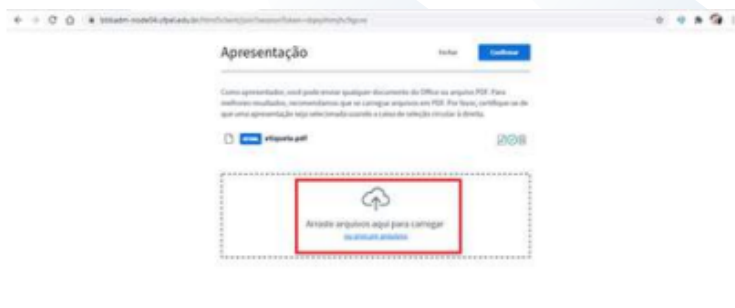 Apresentação
Fechar
Confirmar
Como apresentador, você pode enviar qualquer documento do Office ou arquivo PDF. Para
melhores resultados, recomendamos que se carregue arquivos em PDF. Por favor, certifique-se de
que uma apresentação seja selecionada usando a caixa de seleção circular à direita.
etiqueta.pdf
Arraste arquivos aqui para carregar
ou procure arquivos